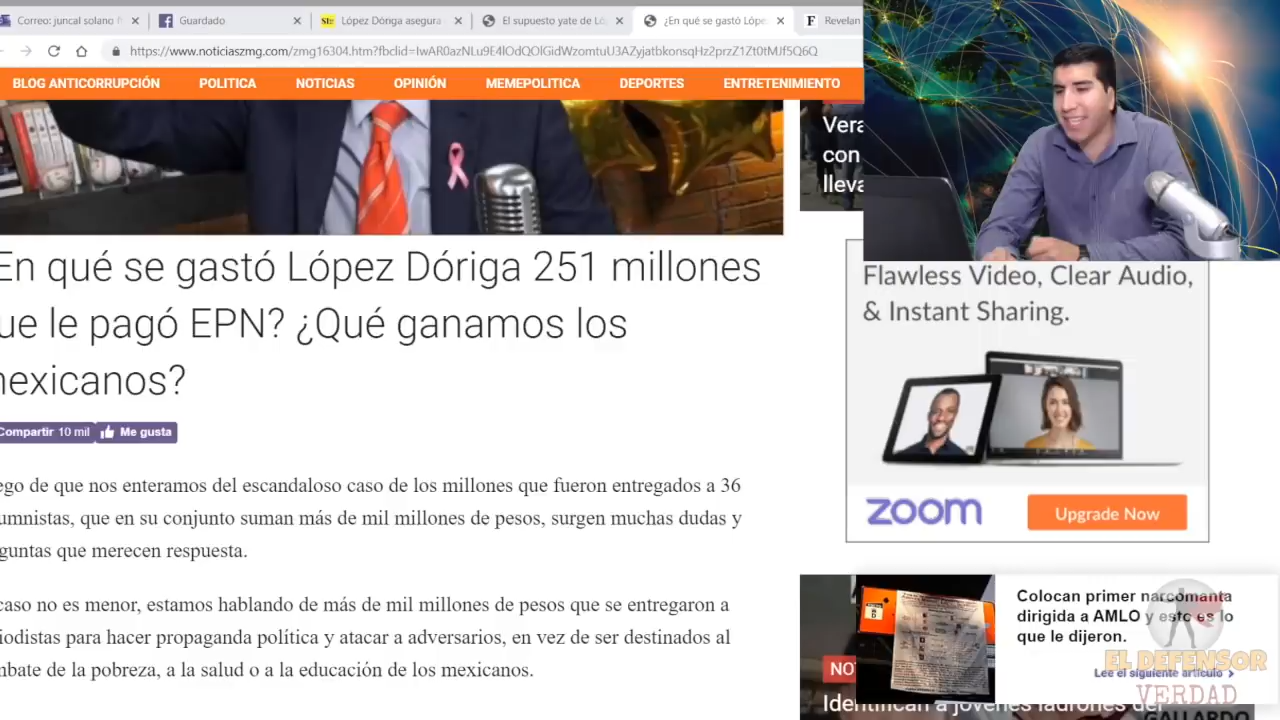 Correo: juncal solano
Guardado
López Dóriga asegura
El supuesto yate de Ló
¿En qué se gastó Lópe
Revelan
https://www.noticiaszmg.com/zmg16304.htm?fbclid=
BLOG ANTICORRUPCIÓN
POLITICA
NOTICIAS
OPINIÓN
MEMEPOLITICA
DEPORTES
ENTRETENIMIENTO
Vera
con
lleva
En qué se gastó López Dóriga 251 millones
ue le pagó EPN? ¿Qué ganamos los
nexicanos?
Compartir 10 mil
Me gusta
ego de que nos enteramos del escandaloso caso de los millones que fueron entregados a 36
umnistas, que en su conjunto suman más de mil millones de pesos, surgen muchas dudas y
guntas que merecen respuesta.
caso no es menor, estamos hablando de más de mil millones de pesos que se entregaron a
iodistas para hacer propaganda política y atacar a adversarios, en vez de ser destinados al
nbate de la pobreza, a la salud o a la educación de los mexicanos.
Flawless Video, Clear Audio,
& Instant Sharing.
zoom
Upgrade Now
Colocan primer narcomanta
dirigida a AMLO y esto es lo
que le dijeron.
Lee el siguiente artículo
NOT
Identifican a jóvenes ladrones de
EL DEFENSOR
VERDAD
GALLARDO